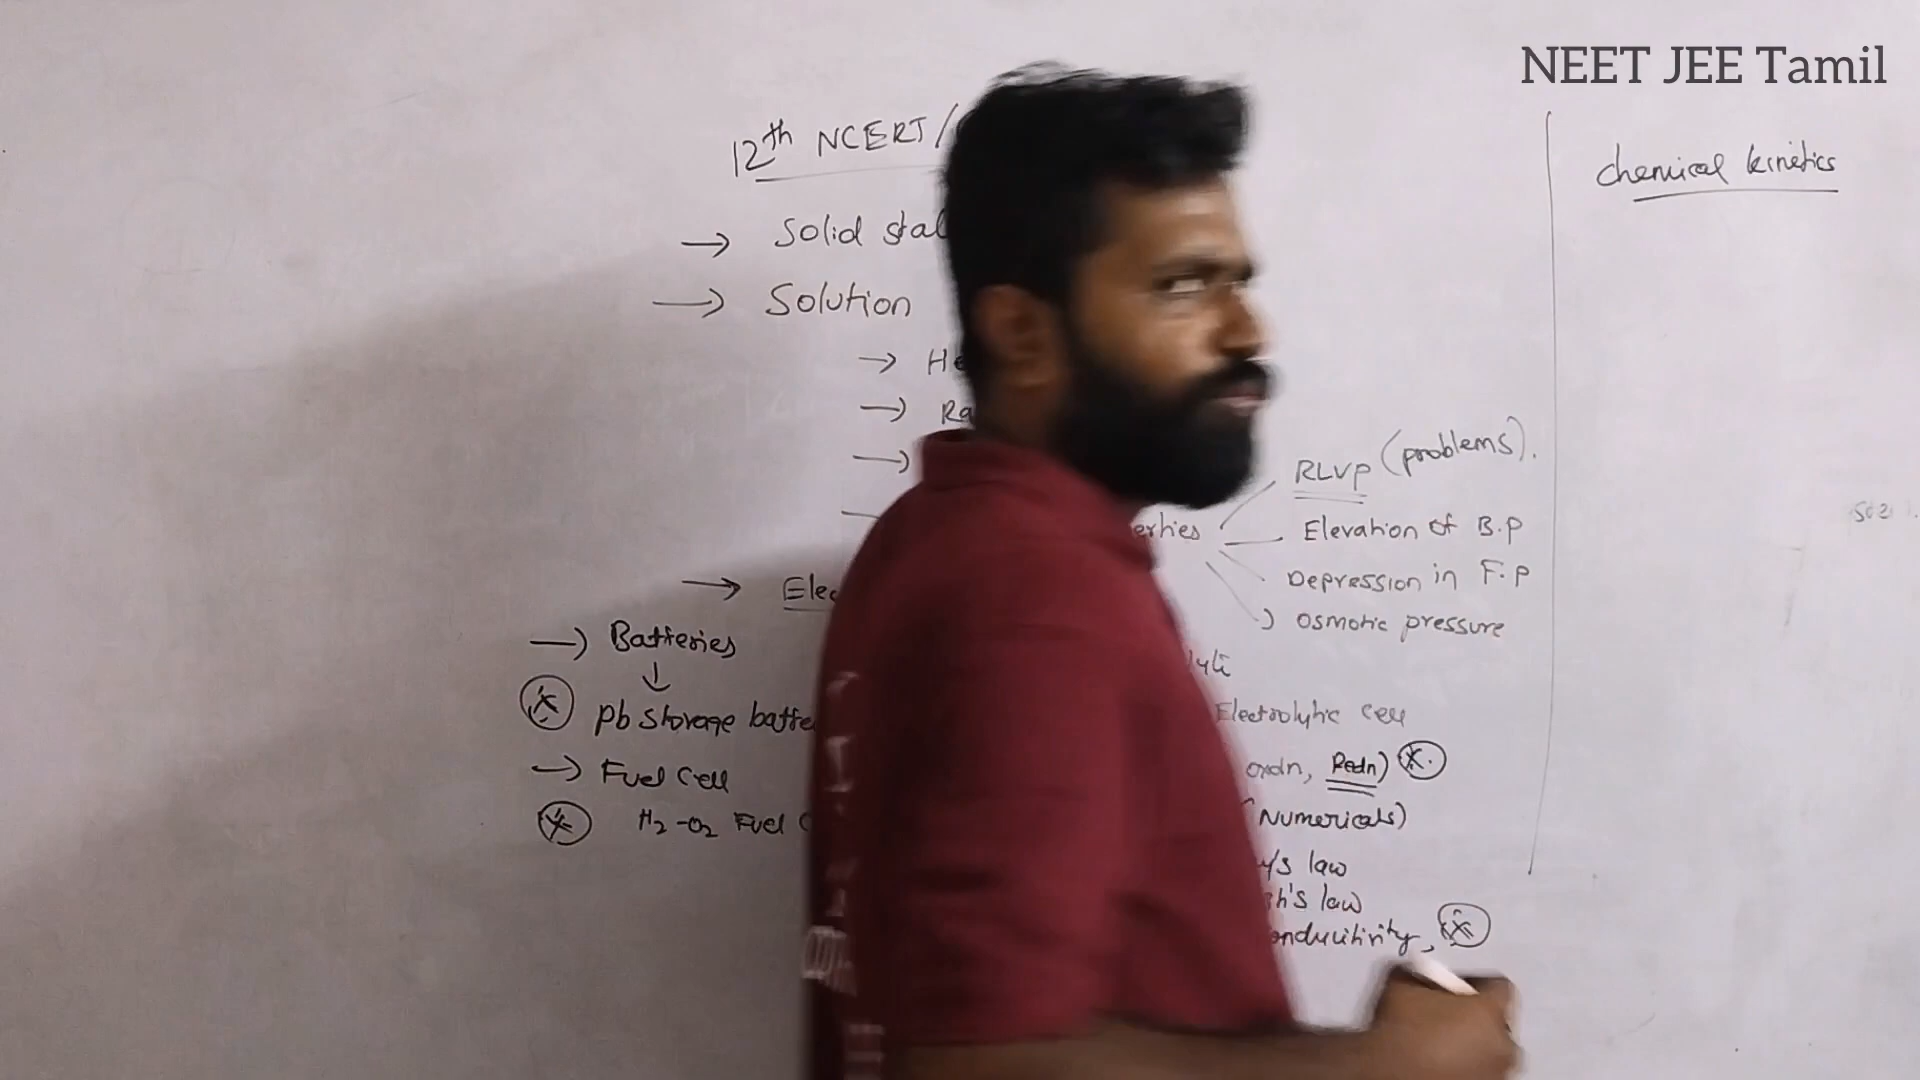 NEET JEE Tamil
12th NCERT/
→ Solid stat
→ Solution
→ He
→ Ra
→
erties
RLVP (problems).
Elevation of B.P
Depression in F.P
Osmotic pressure
→ Elec
lyti
Electrolytic cell
oxdn, Redn)
(Numericals)
's law
h's law
onducitivity,
→ Batteries
↓
Pb storage batte
→ Fuel Cell
H2-O2 Fuel C
chemical kinetics